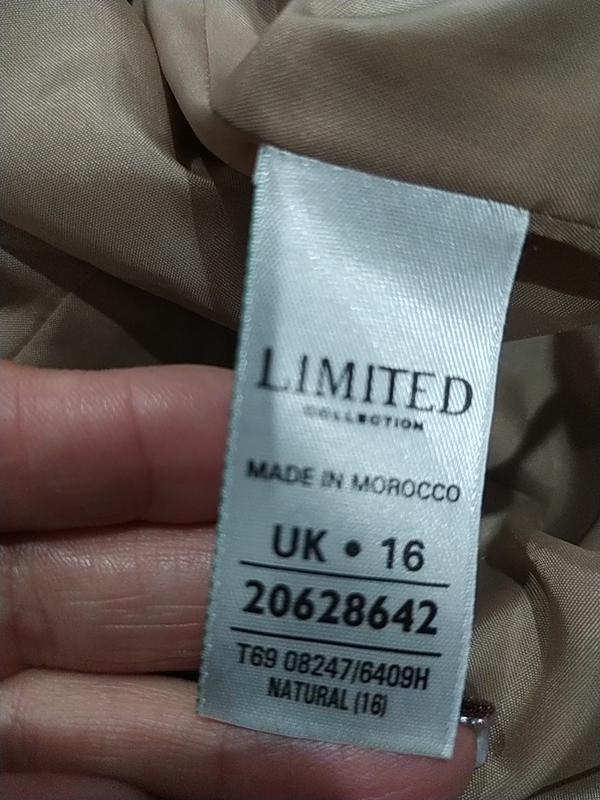 LIMITED
COLLECTION
MADE IN MOROCCO
UK • 16
20628642
T69 08247/6409H
NATURAL (16)